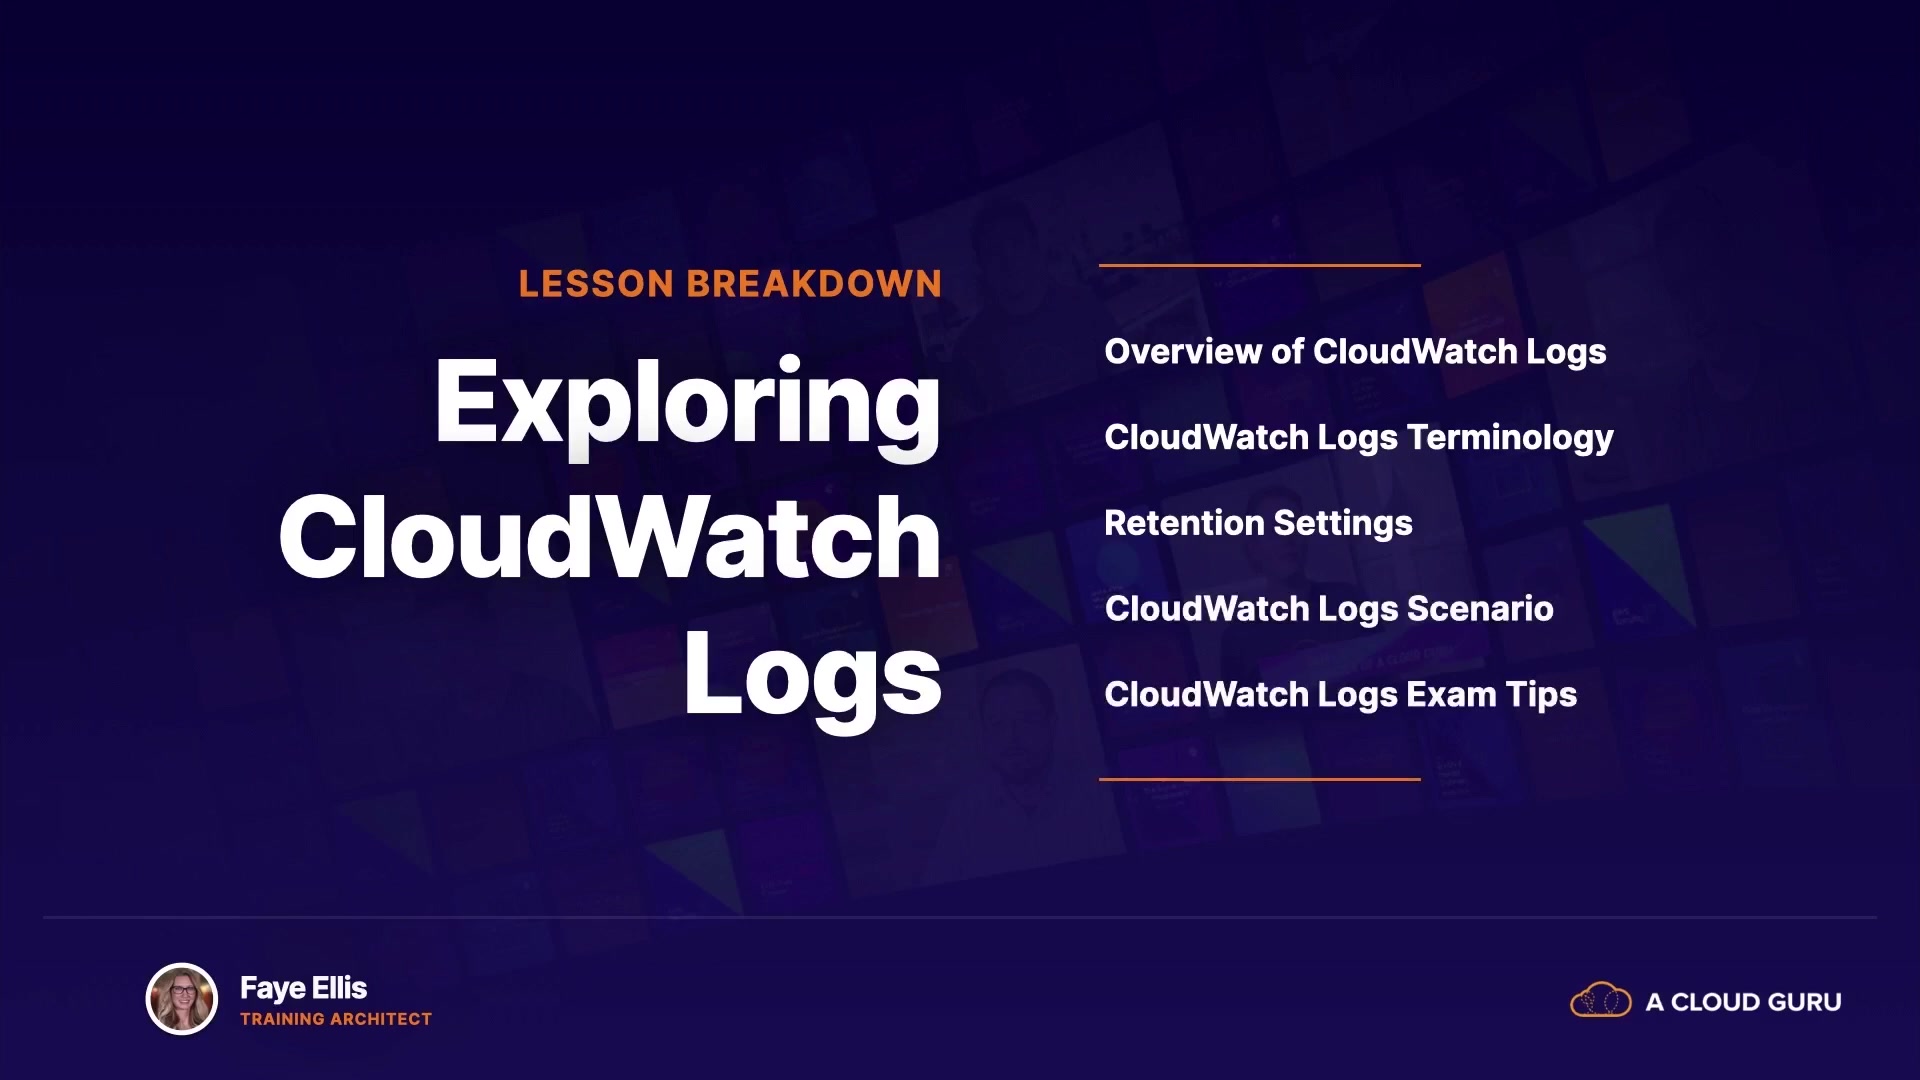 LESSON BREAKDOWN
Exploring
CloudWatch
Logs
Overview of CloudWatch Logs
CloudWatch Logs Terminology
Retention Settings
CloudWatch Logs Scenario
CloudWatch Logs Exam Tips
Faye Ellis
TRAINING ARCHITECT
A CLOUD GURU